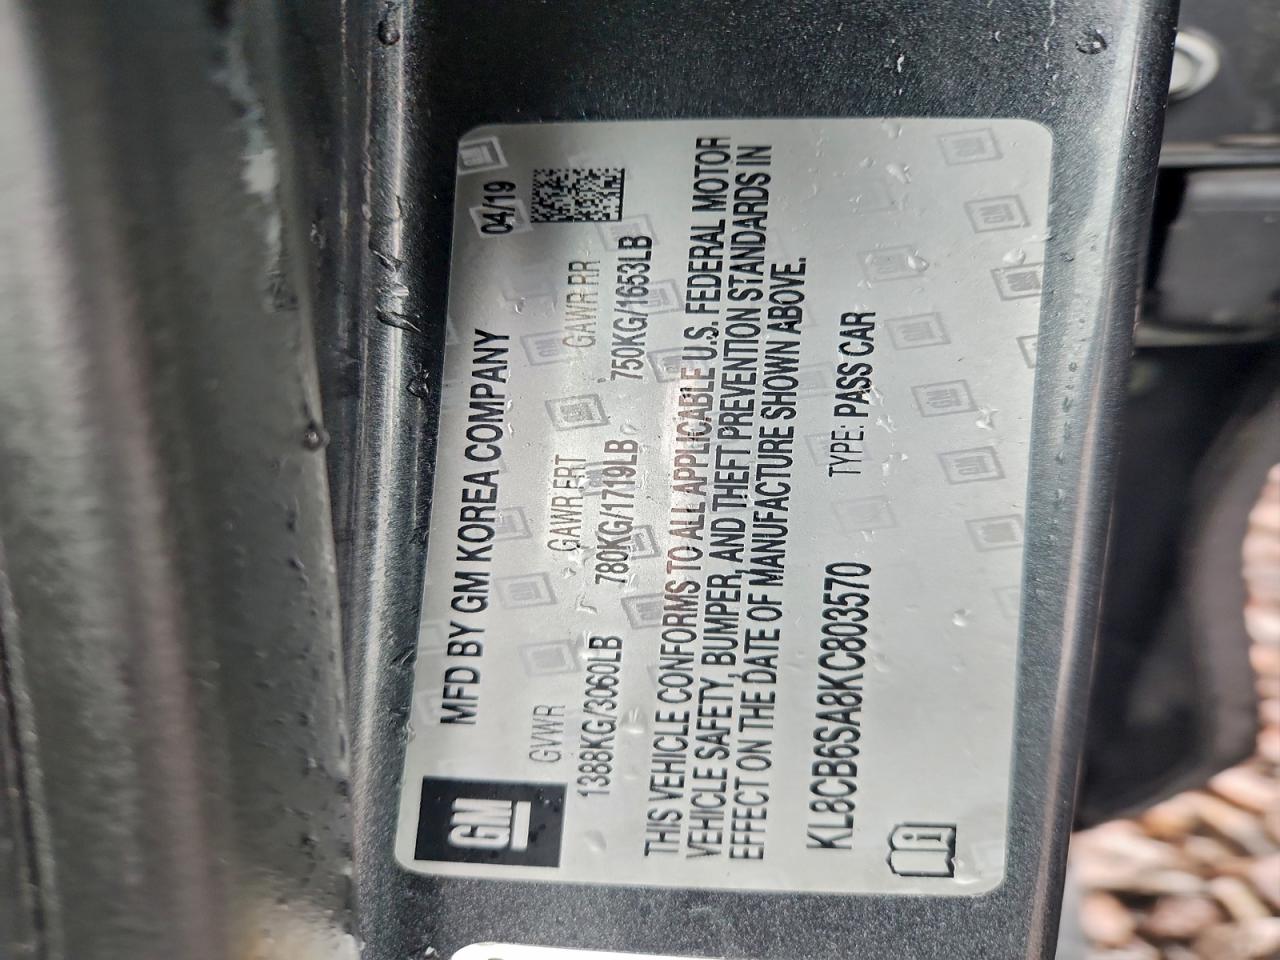 GM
MFD BY GM KOREA COMPANY 04/19
GVWR GAWR FRT GAWR RR
1388KG/3060LB 780KG/1719LB 750KG/1653LB
THIS VEHICLE CONFORMS TO ALL APPLICABLE U.S. FEDERAL MOTOR
VEHICLE SAFETY, BUMPER, AND THEFT PREVENTION STANDARDS IN
EFFECT ON THE DATE OF MANUFACTURE SHOWN ABOVE.
KL8CB6SA8KC803570 TYPE: PASS CAR